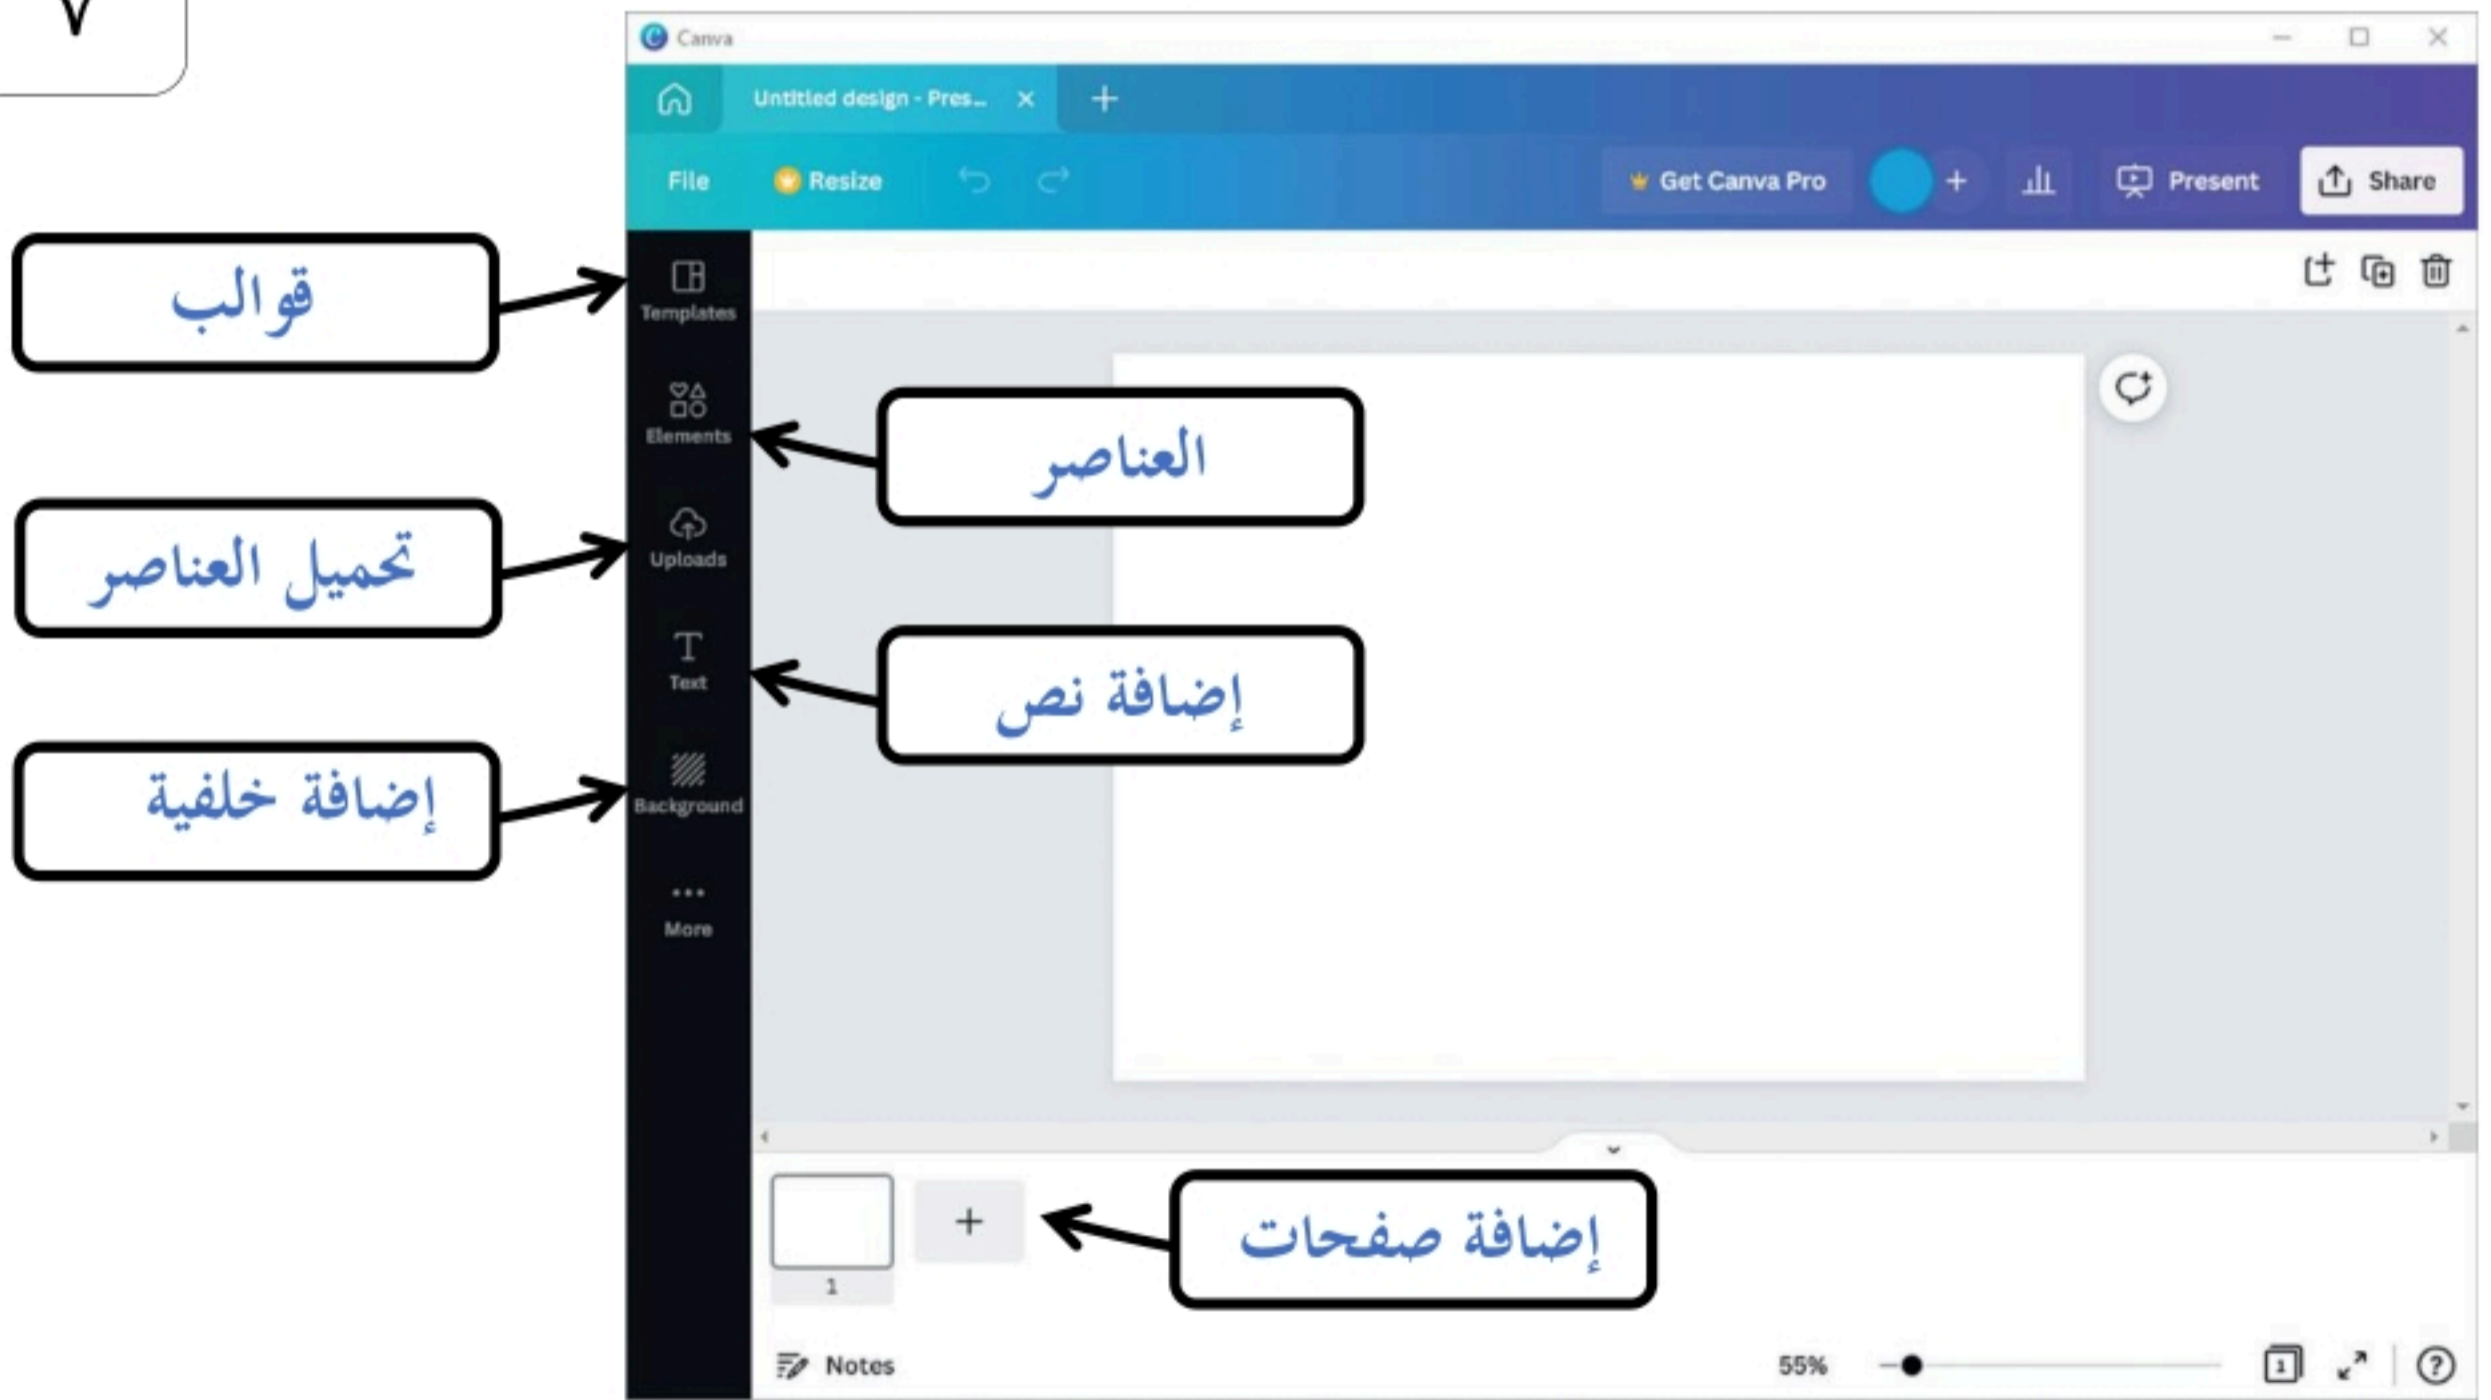 ٧
Canva
Untitled design - Pres...
File
Resize
Get Canva Pro
Present
Share
Templates
قوالب
Elements
العناصر
Uploads
تحميل العناصر
Text
إضافة نص
Background
إضافة خلفية
More
إضافة صفحات
1
Notes
55%
1